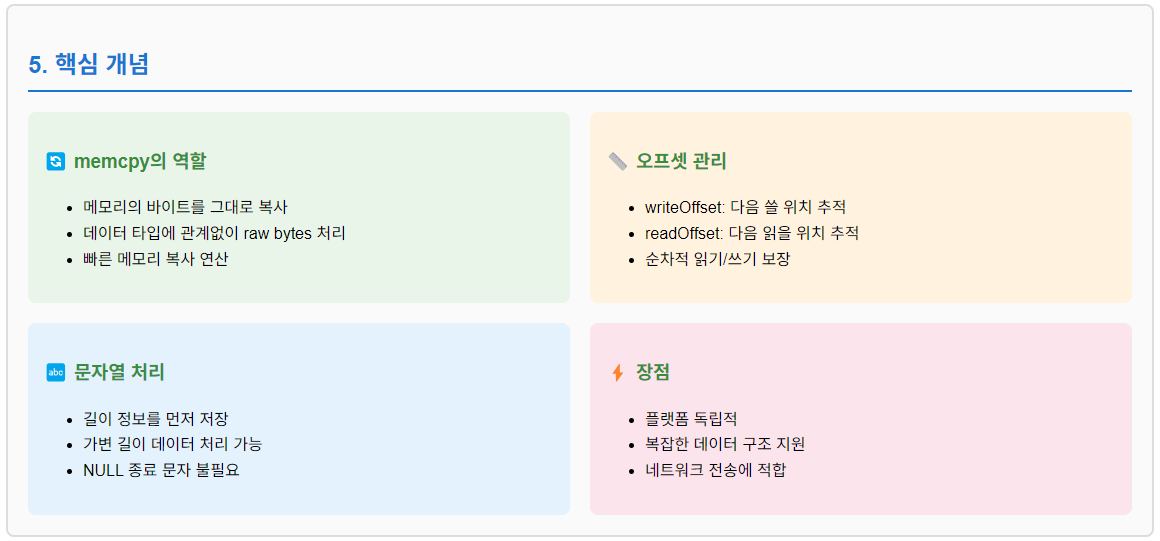 5. 핵심 개념
memcpy의 역할
메모리의 바이트를 그대로 복사
데이터 타입에 관계없이 raw bytes 처리
빠른 메모리 복사 연산
오프셋 관리
writeOffset: 다음 쓸 위치 추적
readOffset: 다음 읽을 위치 추적
순차적 읽기/쓰기 보장
abc 문자열 처리
길이 정보를 먼저 저장
가변 길이 데이터 처리 가능
NULL 종료 문자 불필요
장점
플랫폼 독립적
복잡한 데이터 구조 지원
네트워크 전송에 적합